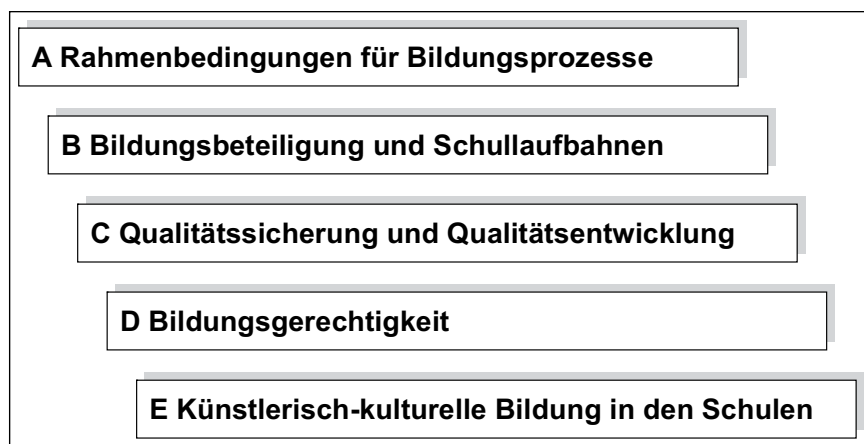 A Rahmenbedingungen für Bildungsprozesse
B Bildungsbeteiligung und Schullaufbahnen
C Qualitätssicherung und Qualitätsentwicklung
D Bildungsgerechtigkeit
E Künstlerisch-kulturelle Bildung in den Schulen